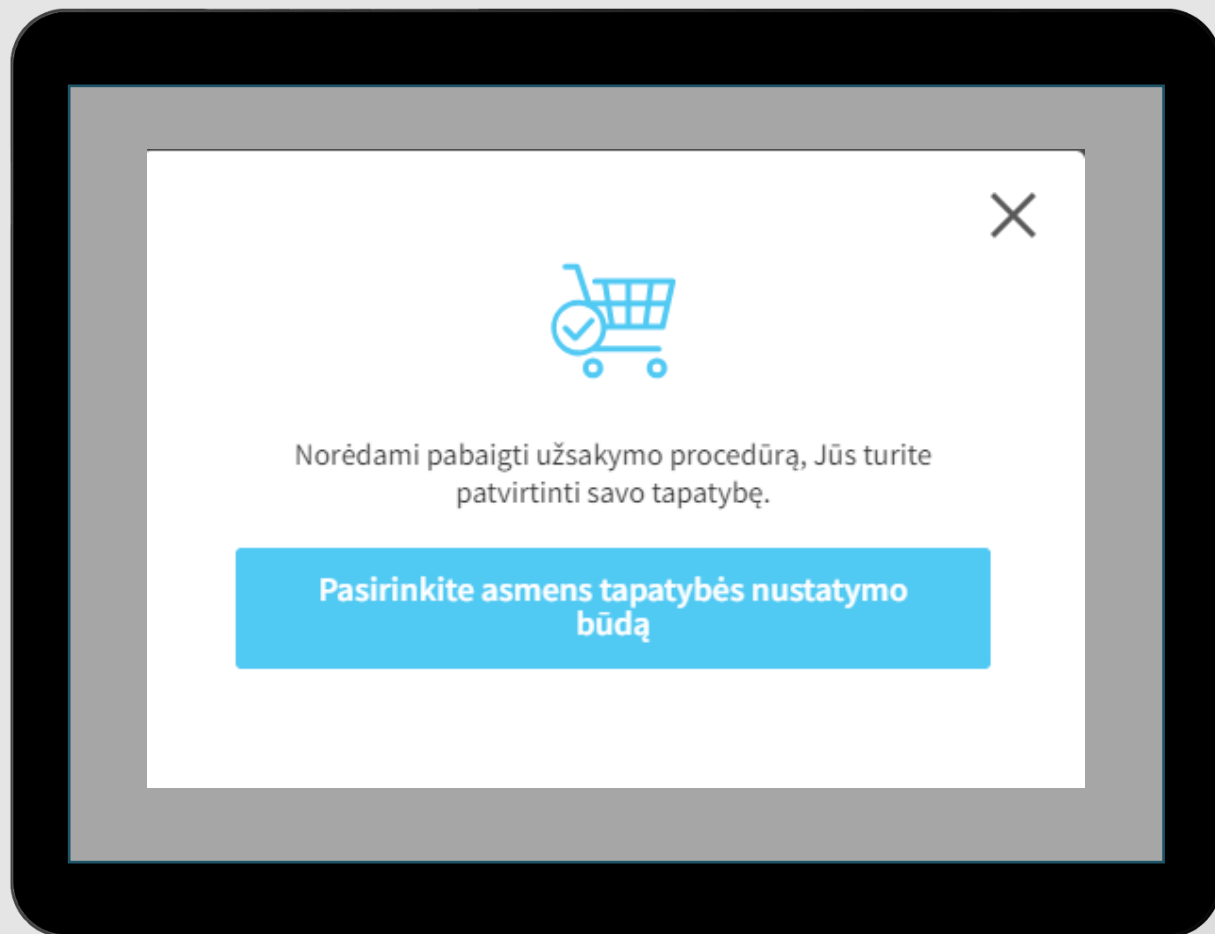 Norėdami pabaigti užsakymo procedūrą, Jūs turite
patvirtinti savo tapatybę.
Pasirinkite asmens tapatybės nustatymo
būdą